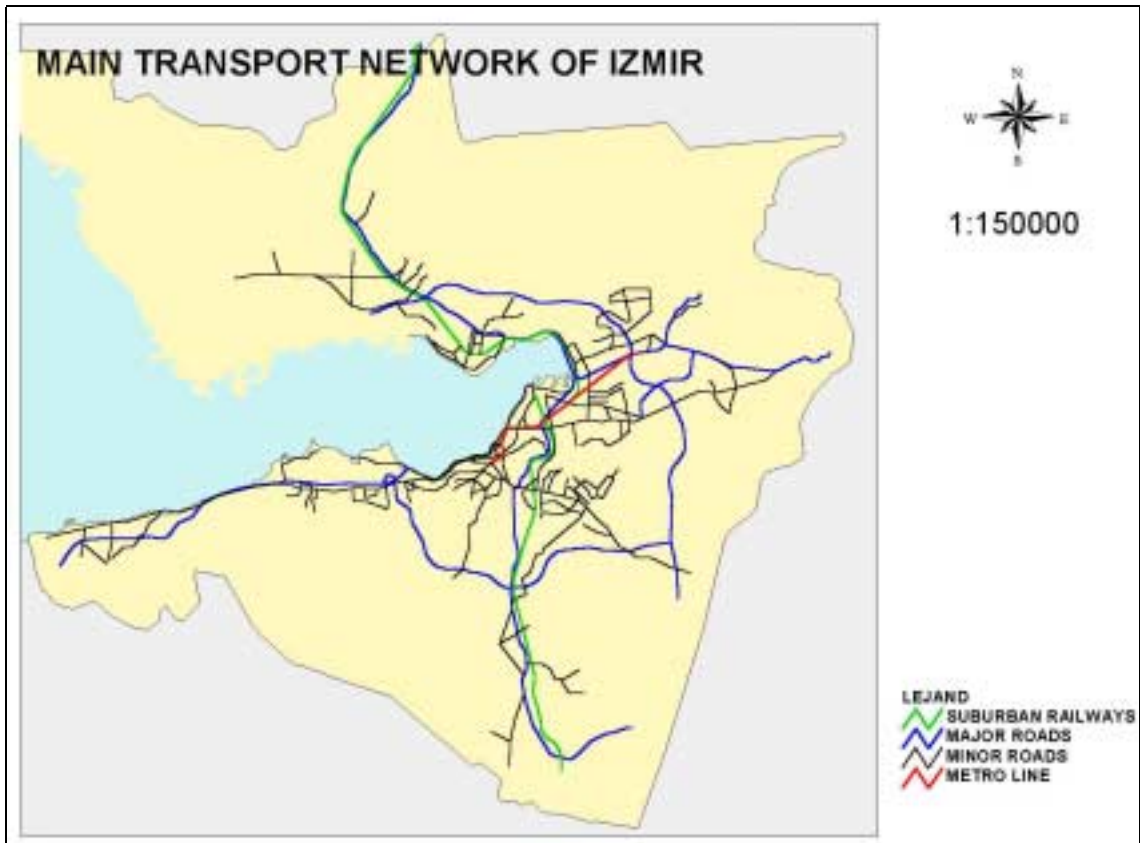 MAIN TRANSPORT NETWORK OF IZMIR
N
W E
S
1:150000
LEJAND
SUBURBAN RAILWAYS
MAJOR ROADS
MINOR ROADS
METRO LINE